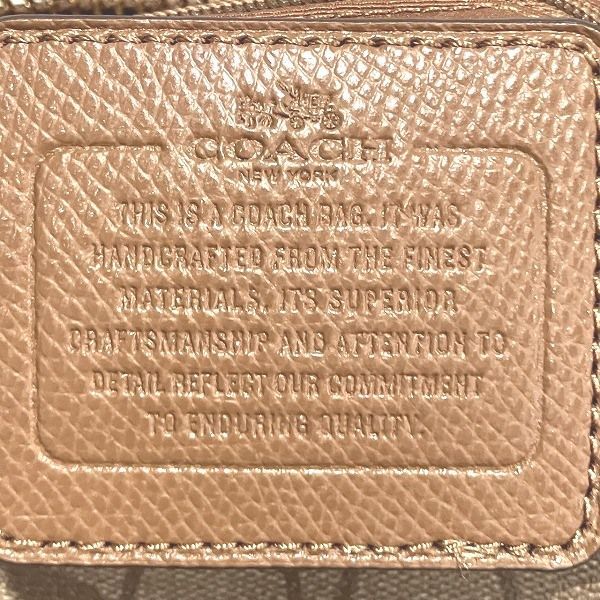 COACH
NEW YORK
THIS IS A COACH BAG. IT WAS
HANDCRAFTED FROM THE FINEST
MATERIALS. IT'S SUPERIOR
CRAFTSMANSHIP AND ATTENTION TO
DETAIL REFLECT OUR COMMITMENT
TO ENDURING QUALITY.